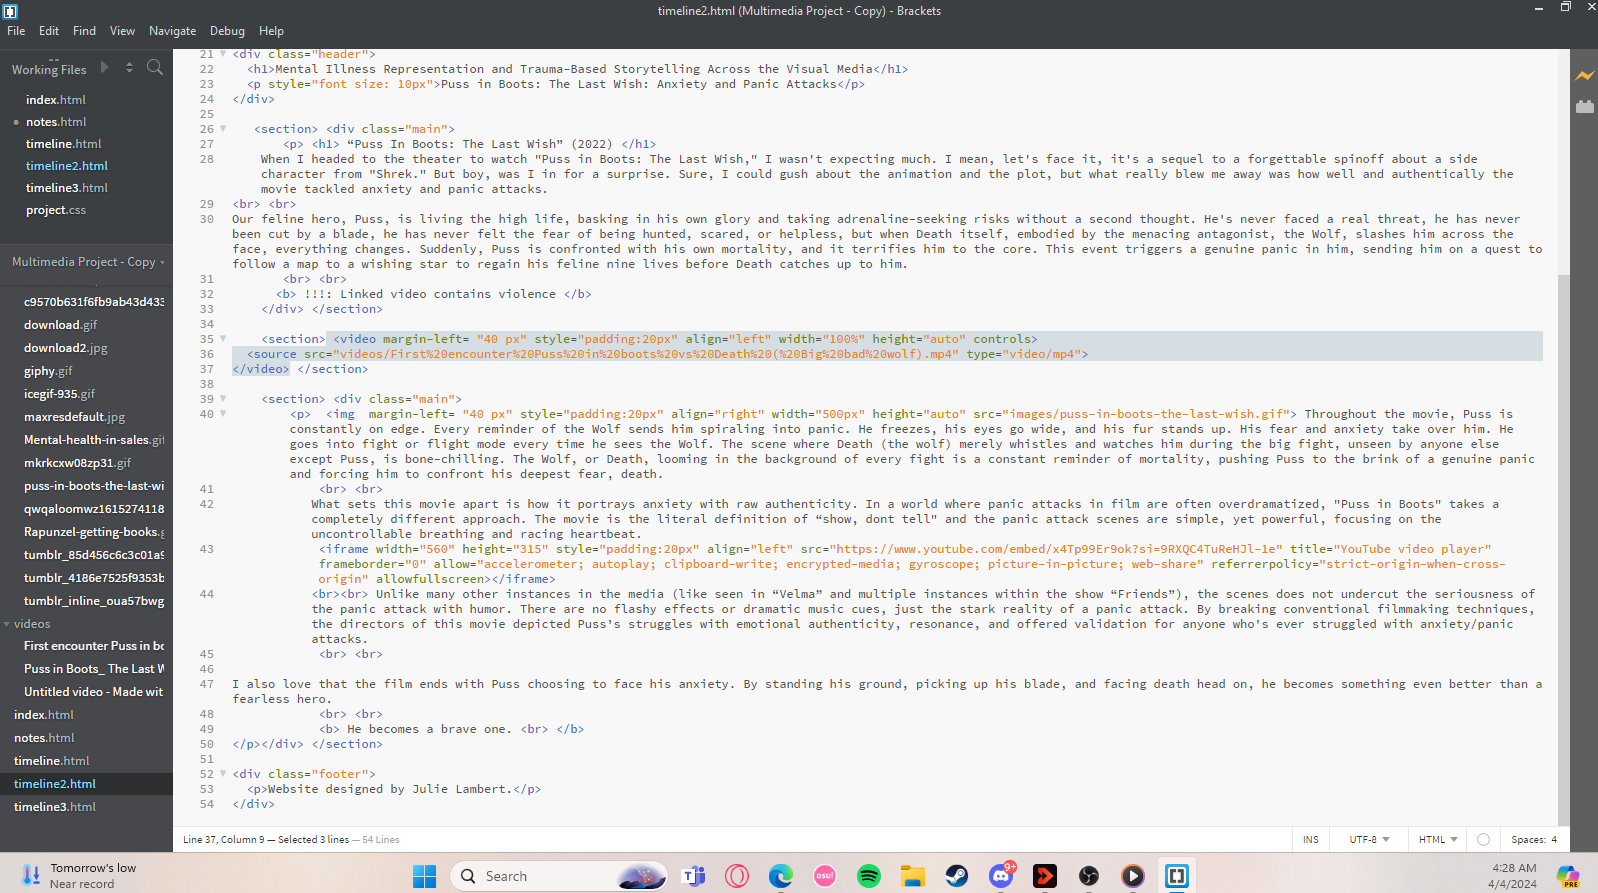 timeline2.html (Multimedia Project - Copy) - Brackets
File Edit Find View Navigate Debug Help
Working Files
index.html
notes.html
timeline.html
timeline2.html
timeline3.html
project.css
Multimedia Project - Copy
c9570b631f6fb9ab43d433
download.gif
download2.jpg
giphy.gif
icegif-935.gif
maxresdefault.jpg
Mental-health-in-sales.gif
mkrkcxw08zp31.gif
puss-in-boots-the-last-wi
qwqaloomwz1615274118
Rapunzel-getting-books.g
tumblr_85d456c6c3c01a9
tumblr_4186e7525f9353b
tumblr_inline_oua57bwg
videos
First encounter Puss in bo
Puss in Boots_ The Last W
Untitled video - Made wit
index.html
notes.html
timeline.html
timeline2.html
timeline3.html
21 <div class="header">
22 <h1>Mental Illness Representation and Trauma-Based Storytelling Across the Visual Media</h1>
23 <p style="font size: 10px">Puss in Boots: The Last Wish: Anxiety and Panic Attacks</p>
24 </div>
25
26 <section> <div class="main">
27 <p> <h1> “Puss In Boots: The Last Wish” (2022) </h1>
28 When I headed to the theater to watch "Puss in Boots: The Last Wish," I wasn't expecting much. I mean, let's face it, it's a sequel to a forgettable spinoff about a side
character from "Shrek." But boy, was I in for a surprise. Sure, I could gush about the animation and the plot, but what really blew me away was how well and authentically the
movie tackled anxiety and panic attacks.
29 <br> <br>
30 Our feline hero, Puss, is living the high life, basking in his own glory and taking adrenaline-seeking risks without a second thought. He's never faced a real threat, he has never
been cut by a blade, he has never felt the fear of being hunted, scared, or helpless, but when Death itself, embodied by the menacing antagonist, the Wolf, slashes him across the
face, everything changes. Suddenly, Puss is confronted with his own mortality, and it terrifies him to the core. This event triggers a genuine panic in him, sending him on a quest to
follow a map to a wishing star to regain his feline nine lives before Death catches up to him.
31 <br> <br>
32 <b> !!!: Linked video contains violence </b>
33 </div> </section>
34
35 <section> <video margin-left= "40 px" style="padding:20px" align="left" width="100%" height="auto" controls>
36 <source src="videos/First%20encounter%20Puss%20in%20boots%20vs%20Death%20(%20Big%20bad%20wolf).mp4" type="video/mp4">
37 </video> </section>
38
39 <section> <div class="main">
40 <p> <img margin-left= "40 px" style="padding:20px" align="right" width="500px" height="auto" src="images/puss-in-boots-the-last-wish.gif"> Throughout the movie, Puss is
constantly on edge. Every reminder of the Wolf sends him spiraling into panic. He freezes, his eyes go wide, and his fur stands up. His fear and anxiety take over him. He
goes into fight or flight mode every time he sees the Wolf. The scene where Death (the wolf) merely whistles and watches him during the big fight, unseen by anyone else
except Puss, is bone-chilling. The Wolf, or Death, looming in the background of every fight is a constant reminder of mortality, pushing Puss to the brink of a genuine panic
and forcing him to confront his deepest fear, death.
41 <br> <br>
42 What sets this movie apart is how it portrays anxiety with raw authenticity. In a world where panic attacks in film are often overdramatized, "Puss in Boots" takes a
completely different approach. The movie is the literal definition of “show, dont tell" and the panic attack scenes are simple, yet powerful, focusing on the
uncontrollable breathing and racing heartbeat.
43 <iframe width="560" height="315" style="padding:20px" align="left" src="https://www.youtube.com/embed/x4Tp99Er9ok?si=9RXQC4TuReHJl-1e" title="YouTube video player"
frameborder="0" allow="accelerometer; autoplay; clipboard-write; encrypted-media; gyroscope; picture-in-picture; web-share" referrerpolicy="strict-origin-when-cross-
origin" allowfullscreen></iframe>
44 <br><br> Unlike many other instances in the media (like seen in “Velma” and multiple instances within the show “Friends”), the scenes does not undercut the seriousness of
the panic attack with humor. There are no flashy effects or dramatic music cues, just the stark reality of a panic attack. By breaking conventional filmmaking techniques,
the directors of this movie depicted Puss’s struggles with emotional authenticity, resonance, and offered validation for anyone who's ever struggled with anxiety/panic
attacks.
45 <br> <br>
46
47 I also love that the film ends with Puss choosing to face his anxiety. By standing his ground, picking up his blade, and facing death head on, he becomes something even better than a
fearless hero.
48 <br> <br>
49 <b> He becomes a brave one. <br> </b>
50 </p></div> </section>
51
52 <div class="footer">
53 <p>Website designed by Julie Lambert.</p>
54 </div>
Line 37, Column 9 — Selected 3 lines — 54 Lines
INS UTF-8 HTML Spaces: 4
Tomorrow's low
Near record
Search
osu!
9+
PRE
4:28 AM
4/4/2024